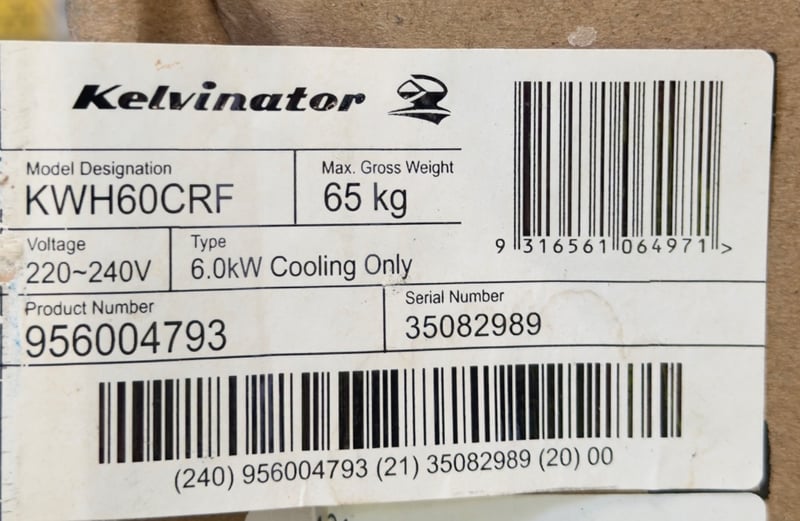 Kelvinator
Model Designation
KWH60CRF
Max. Gross Weight
65 kg
Voltage
220~240V
Type
6.0kW Cooling Only
9 316561 064971 >
Product Number
956004793
Serial Number
35082989
(240) 956004793 (21) 35082989 (20) 00